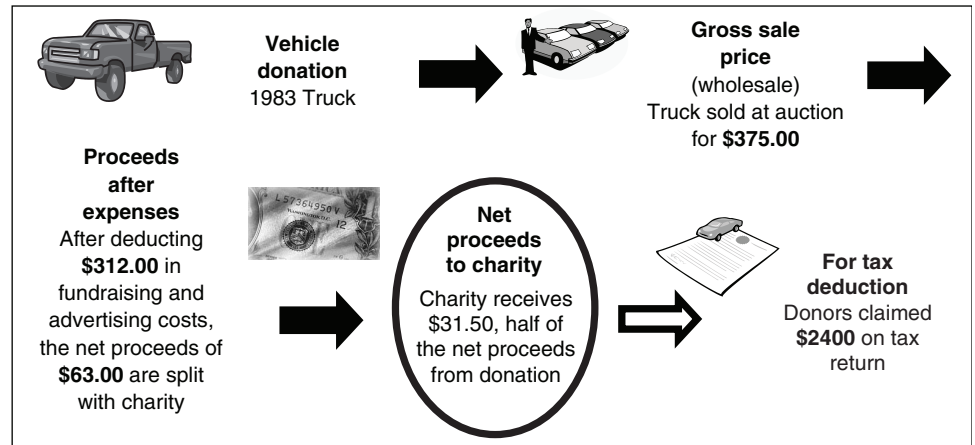 Vehicle
donation
1983 Truck
Gross sale
price
(wholesale)
Truck sold at auction
for $375.00
Proceeds
after
expenses
After deducting
$312.00 in
fundraising and
advertising costs,
the net proceeds of
$63.00 are split
with charity
L57364950V
WASHINGTON, D.C.
12
Net
proceeds
to charity
Charity receives
$31.50, half of
the net proceeds
from donation
For tax
deduction
Donors claimed
$2400 on tax
return